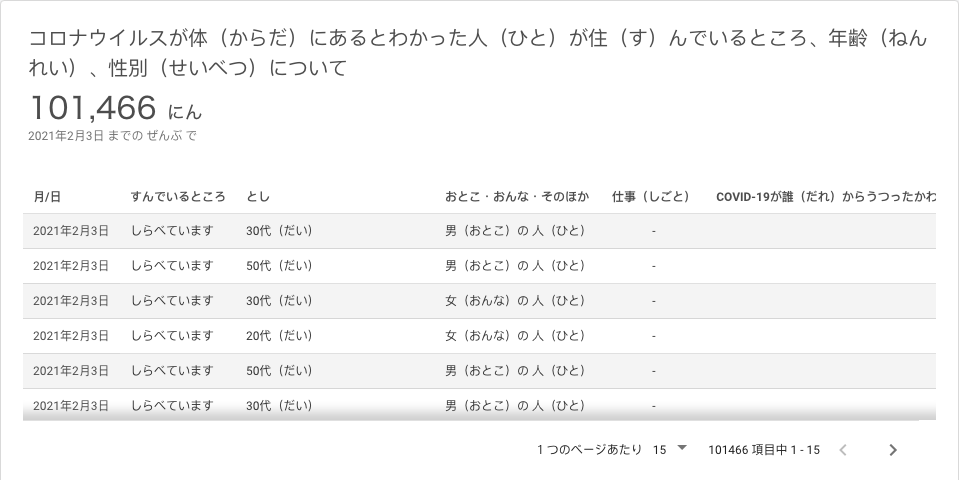 コロナウイルスが体（からだ）にあるとわかった人（ひと）が住（す）んでいるところ、年齢（ねん
れい）、性別（せいべつ）について
101,466 にん
2021年2月3日 までの ぜんぶ で
月/日 すんでいるところ とし おとこ・おんな・そのほか 仕事（しごと） COVID-19が誰（だれ）からうつったかわ
2021年2月3日 しらべています 30代（だい） 男（おとこ）の 人（ひと） -
2021年2月3日 しらべています 50代（だい） 男（おとこ）の 人（ひと） -
2021年2月3日 しらべています 30代（だい） 女（おんな）の 人（ひと） -
2021年2月3日 しらべています 20代（だい） 女（おんな）の 人（ひと） -
2021年2月3日 しらべています 50代（だい） 男（おとこ）の 人（ひと） -
2021年2月3日 しらべています 30代（だい） 男（おとこ）の 人（ひと） -
1 つのページあたり 15 101466 項目中 1 - 15